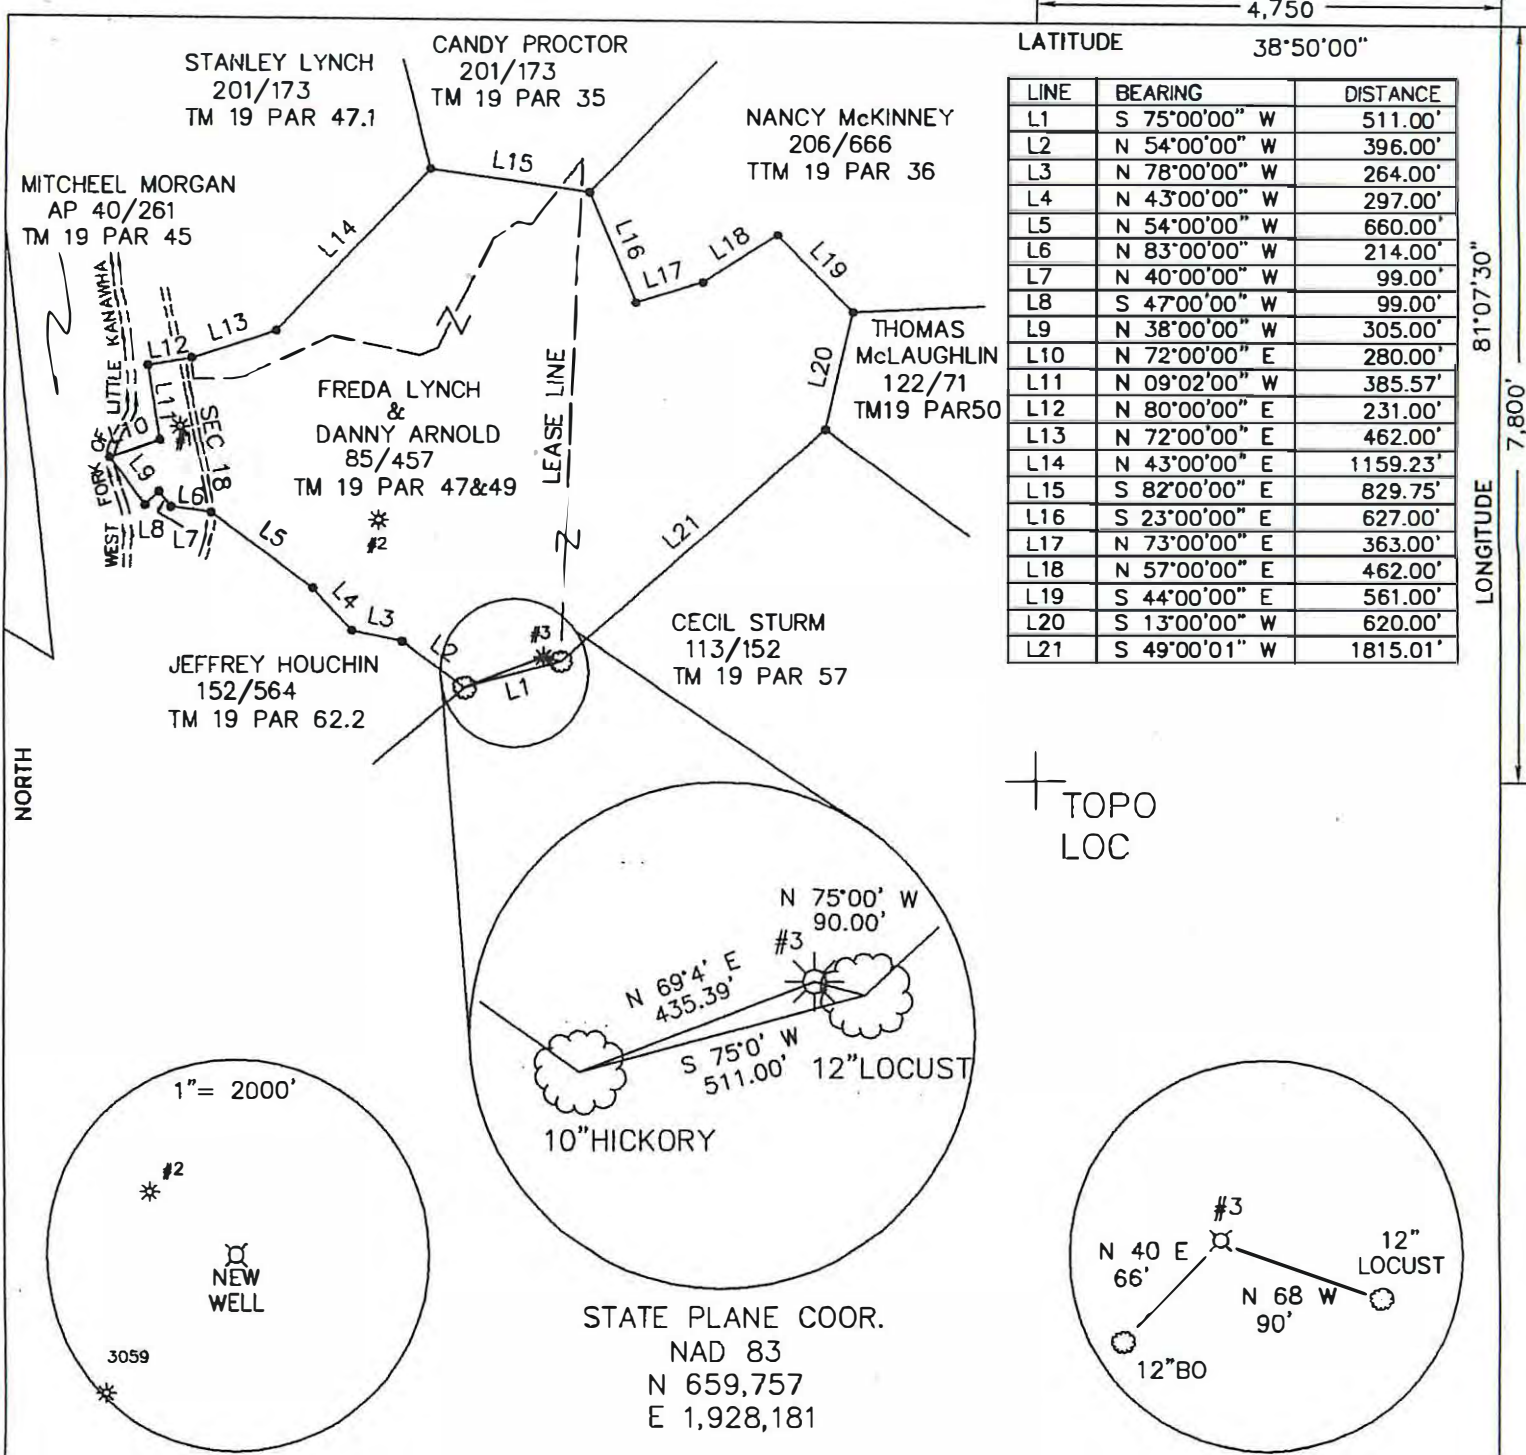 4,750
LATITUDE 38°50'00"
STANLEY LYNCH
201/173
TM 19 PAR 47.1
CANDY PROCTOR
201/173
TM 19 PAR 35
NANCY McKINNEY
206/666
TTM 19 PAR 36
MITCHEEL MORGAN
AP 40/261
TM 19 PAR 45
LINE BEARING DISTANCE
L1 S 75°00'00" W 511.00'
L2 N 54°00'00" W 396.00'
L3 N 78°00'00" W 264.00'
L4 N 43°00'00" W 297.00'
L5 N 54°00'00" W 660.00'
L6 N 83°00'00" W 214.00'
L7 N 40°00'00" W 99.00'
L8 S 47°00'00" W 99.00'
L9 N 38°00'00" W 305.00'
L10 N 72°00'00" E 280.00'
L11 N 09°02'00" W 385.57'
L12 N 80°00'00" E 231.00'
L13 N 72°00'00" E 462.00'
L14 N 43°00'00" E 1159.23'
L15 S 82°00'00" E 829.75'
L16 S 23°00'00" E 627.00'
L17 N 73°00'00" E 363.00'
L18 N 57°00'00" E 462.00'
L19 S 44°00'00" E 561.00'
L20 S 13°00'00" W 620.00'
L21 S 49°00'01" W 1815.01'
LONGITUDE 81°07'30"
7,800'
L15
L14
L16
L17
L18
L19
L20
L13
L12
L11
L10
L9
L8
L7
L6
L5
L4
L3
L2
L1
L21
WEST FORK OF LITTLE KANAWHA
SEC 18
LEASE LINE
FREDA LYNCH
&
DANNY ARNOLD
85/457
TM 19 PAR 47&49
#2
THOMAS
McLAUGHLIN
122/71
TM19 PAR50
#3
CECIL STURM
113/152
TM 19 PAR 57
JEFFREY HOUCHIN
152/564
TM 19 PAR 62.2
NORTH
TOPO
LOC
N 75°00' W
90.00'
#3
N 69°4' E
435.39'
S 75°0' W
511.00'
12"LOCUST
10"HICKORY
1"= 2000'
#2
NEW
WELL
3059
STATE PLANE COOR.
NAD 83
N 659,757
E 1,928,181
#3
N 40 E
66'
12"
LOCUST
N 68 W
90'
12"BO